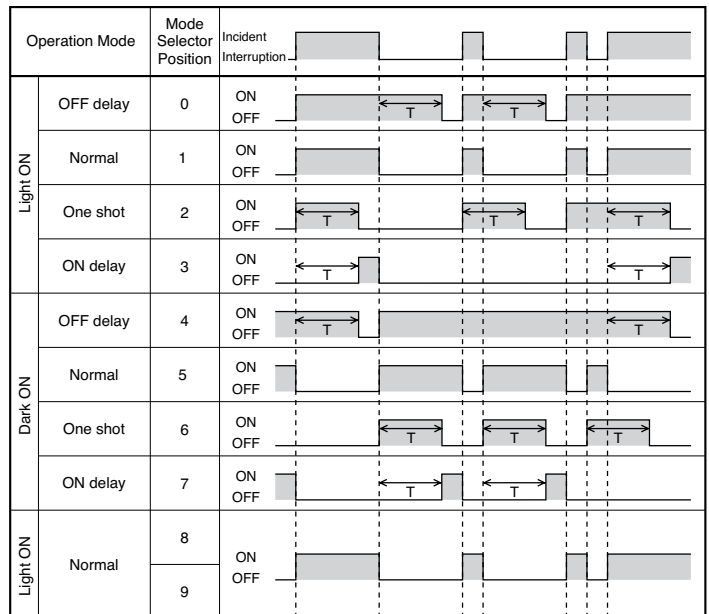 Operation Mode
Mode
Selector
Position
Incident
Interruption
Light ON
OFF delay
0
ON
OFF
T
T
Normal
1
ON
OFF
One shot
2
ON
OFF
T
T
T
ON delay
3
ON
OFF
T
T
Dark ON
OFF delay
4
ON
OFF
T
T
Normal
5
ON
OFF
One shot
6
ON
OFF
T
T
T
ON delay
7
ON
OFF
T
T
Light ON
Normal
8
9
ON
OFF